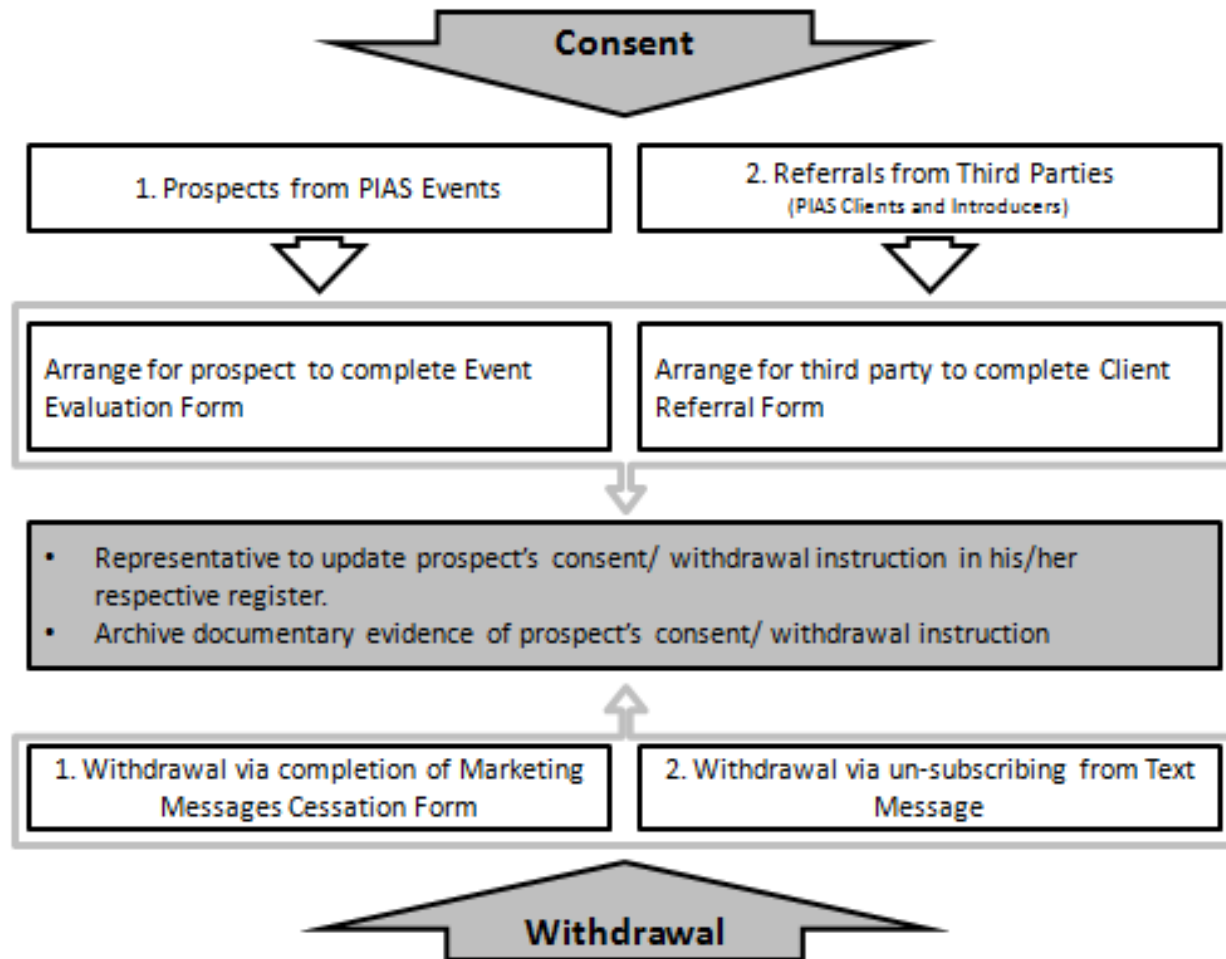 Consent
1. Prospects from PIAS Events
2. Referrals from Third Parties
(PIAS Clients and Introducers)
Arrange for prospect to complete Event
Evaluation Form
Arrange for third party to complete Client
Referral Form
• Representative to update prospect's consent/ withdrawal instruction in his/her
respective register.
• Archive documentary evidence of prospect's consent/ withdrawal instruction
1. Withdrawal via completion of Marketing
Messages Cessation Form
2. Withdrawal via un-subscribing from Text
Message
Withdrawal